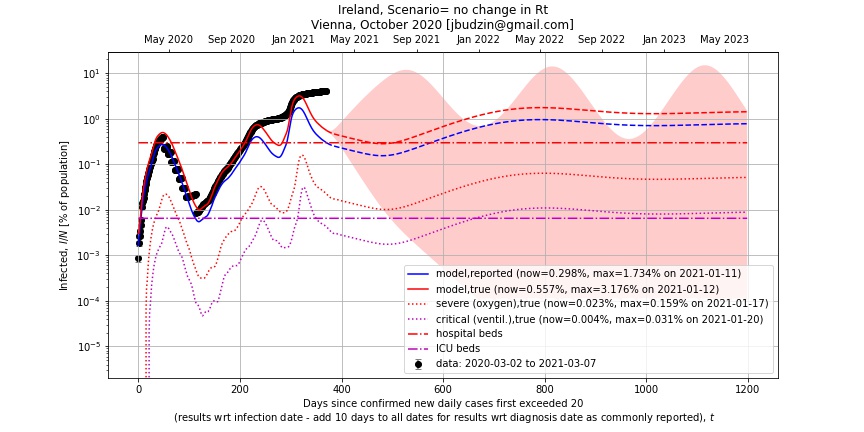 Ireland, Scenario= no change in Rt
Vienna, October 2020 [jbudzin@gmail.com]
May 2020 Sep 2020 Jan 2021 May 2021 Sep 2021 Jan 2022 May 2022 Sep 2022 Jan 2023 May 2023
Infected, I/N [% of population]
10¹
10⁰
10⁻¹
10⁻²
10⁻³
10⁻⁴
10⁻⁵
model,reported (now=0.298%, max=1.734% on 2021-01-11)
model,true (now=0.557%, max=3.176% on 2021-01-12)
severe (oxygen),true (now=0.023%, max=0.159% on 2021-01-17)
critical (ventil.),true (now=0.004%, max=0.031% on 2021-01-20)
hospital beds
ICU beds
data: 2020-03-02 to 2021-03-07
0 200 400 600 800 1000 1200
Days since confirmed new daily cases first exceeded 20
(results wrt infection date - add 10 days to all dates for results wrt diagnosis date as commonly reported), t